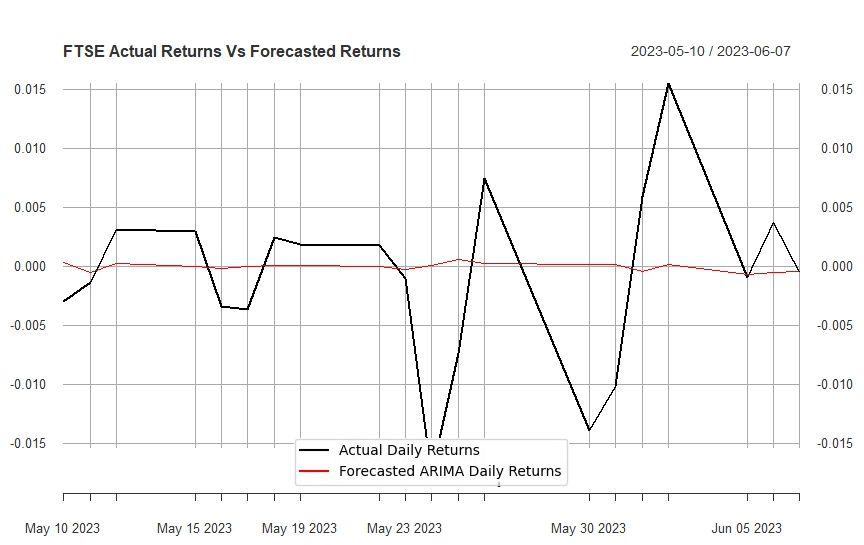 FTSE Actual Returns Vs Forecasted Returns
2023-05-10 / 2023-06-07
0.015
0.010
0.005
0.000
-0.005
-0.010
-0.015
0.015
0.010
0.005
0.000
-0.005
-0.010
-0.015
Actual Daily Returns
Forecasted ARIMA Daily Returns
May 10 2023
May 15 2023
May 19 2023
May 23 2023
May 30 2023
Jun 05 2023